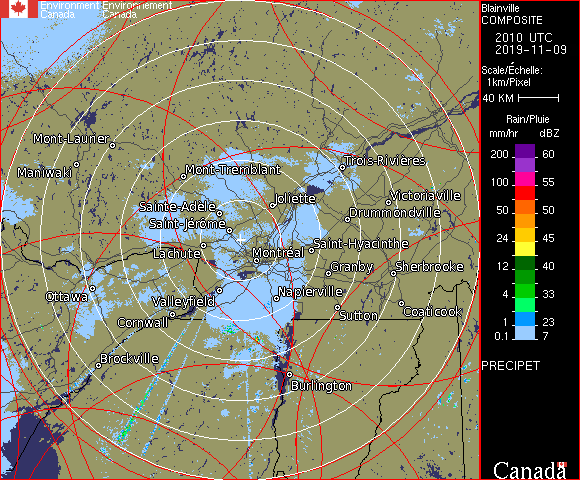 Environment Environnement
Canada Canada
Mont-Laurier
Maniwaki
Mont-Tremblant
Trois-Rivières
Sainte-Adèle
Joliette
Victoriaville
Drummondville
Saint-Jérôme
Lachute
Montréal
Saint-Hyacinthe
Granby
Sherbrooke
Ottawa
Valleyfield
Napierville
Cornwall
Sutton
Coaticook
Brockville
Burlington
Blainville
COMPOSITE
2010 UTC
2019-11-09
Scale/Échelle:
1km/Pixel
40 KM
Rain/Pluie
mm/hr dBZ
200 60
60
100 55
50 50
24 45
12 40
4 33
1 23
0.1 7
PRECIPET
Canada